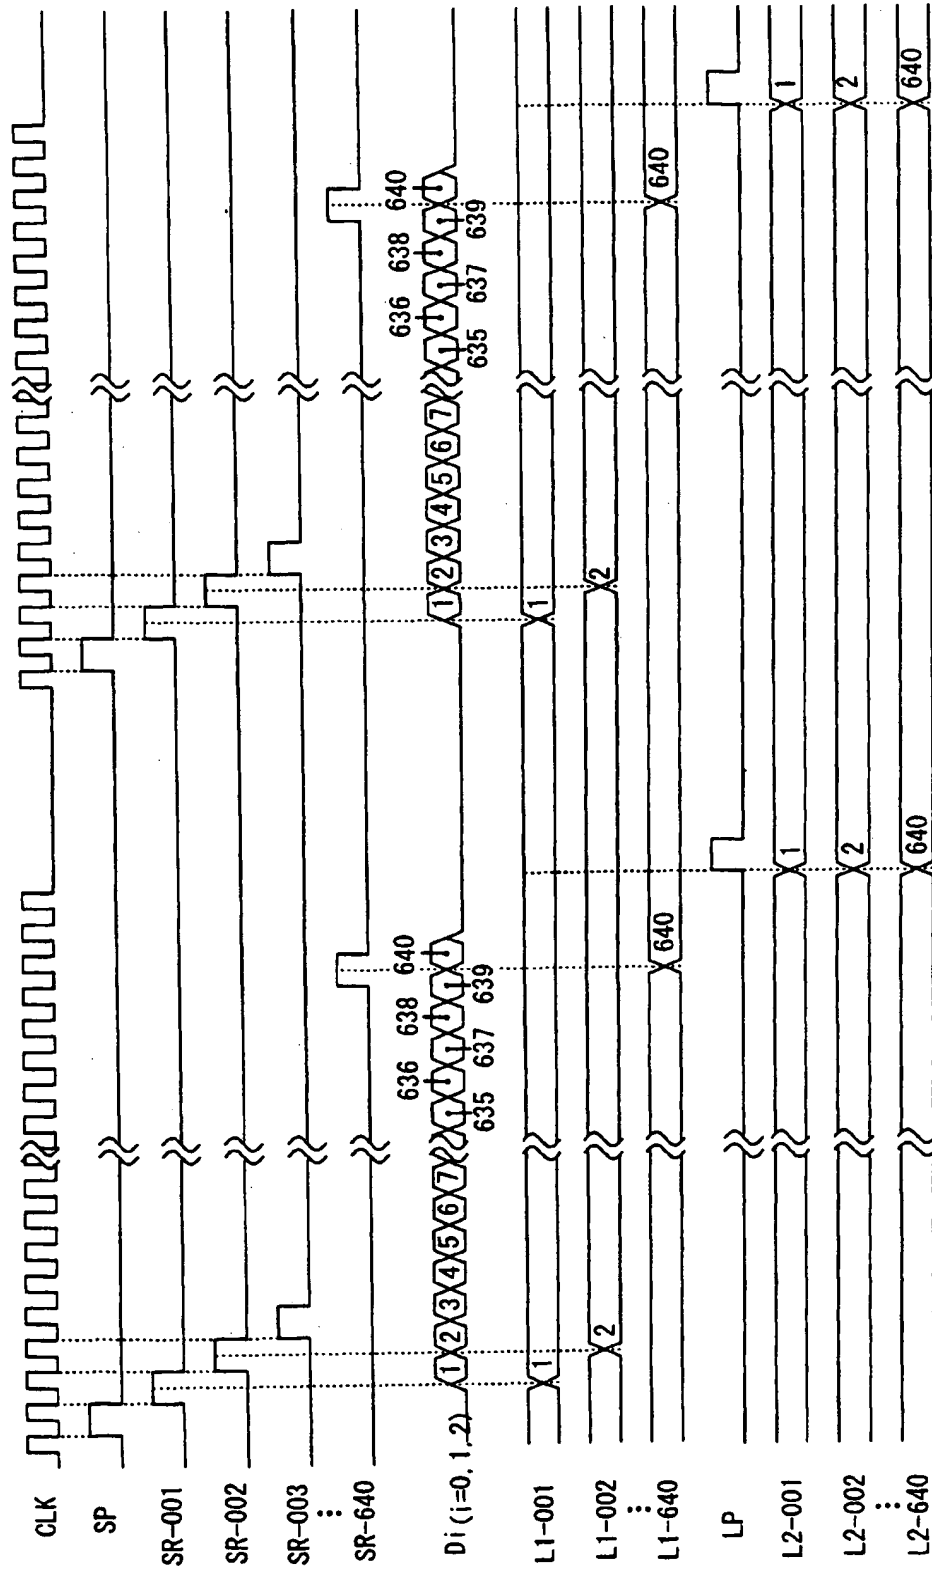 CLK
SP
SR-001
SR-002
SR-003
SR-640
Di(i=0,1,2)
1 2 3 4 5 6 7
635 636 637 638 639 640
1 2 3 4 5 6 7
635 636 637 638 639 640
L1-001
1 1
L1-002
2 2
L1-640
640 640
LP
L2-001
1 1
L2-002
2 2
L2-640
640 640